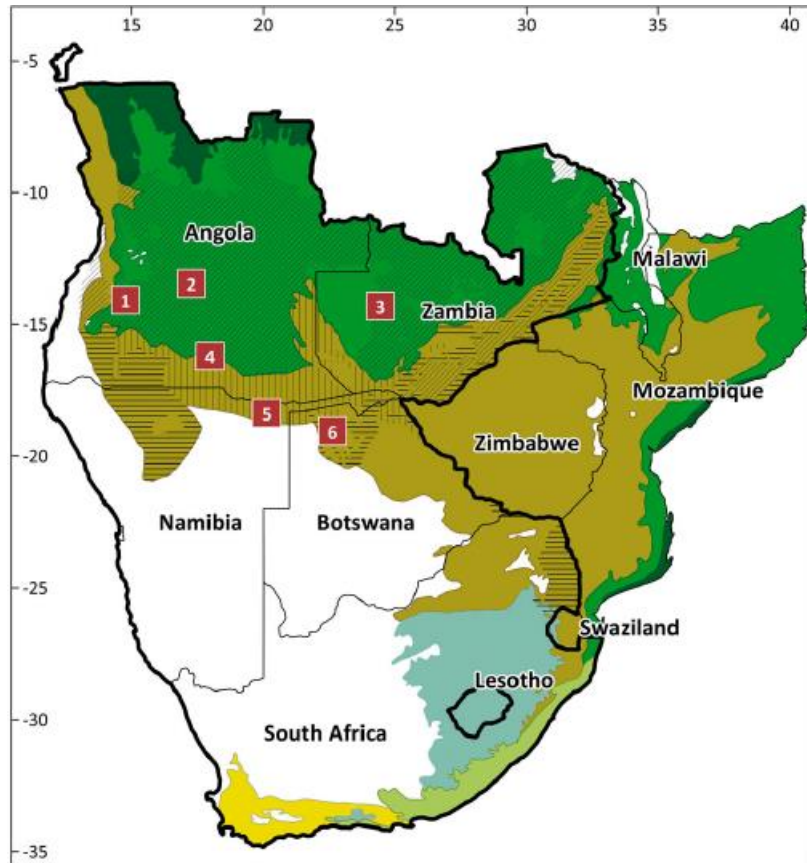 15 20 25 30 35 40
-5
-10
Angola
Malawi
2
1
3
-15
Zambia
4
Mozambique
5
6
Zimbabwe
-20
Namibia
Botswana
-25
Swaziland
Lesotho
South Africa
-30
-35